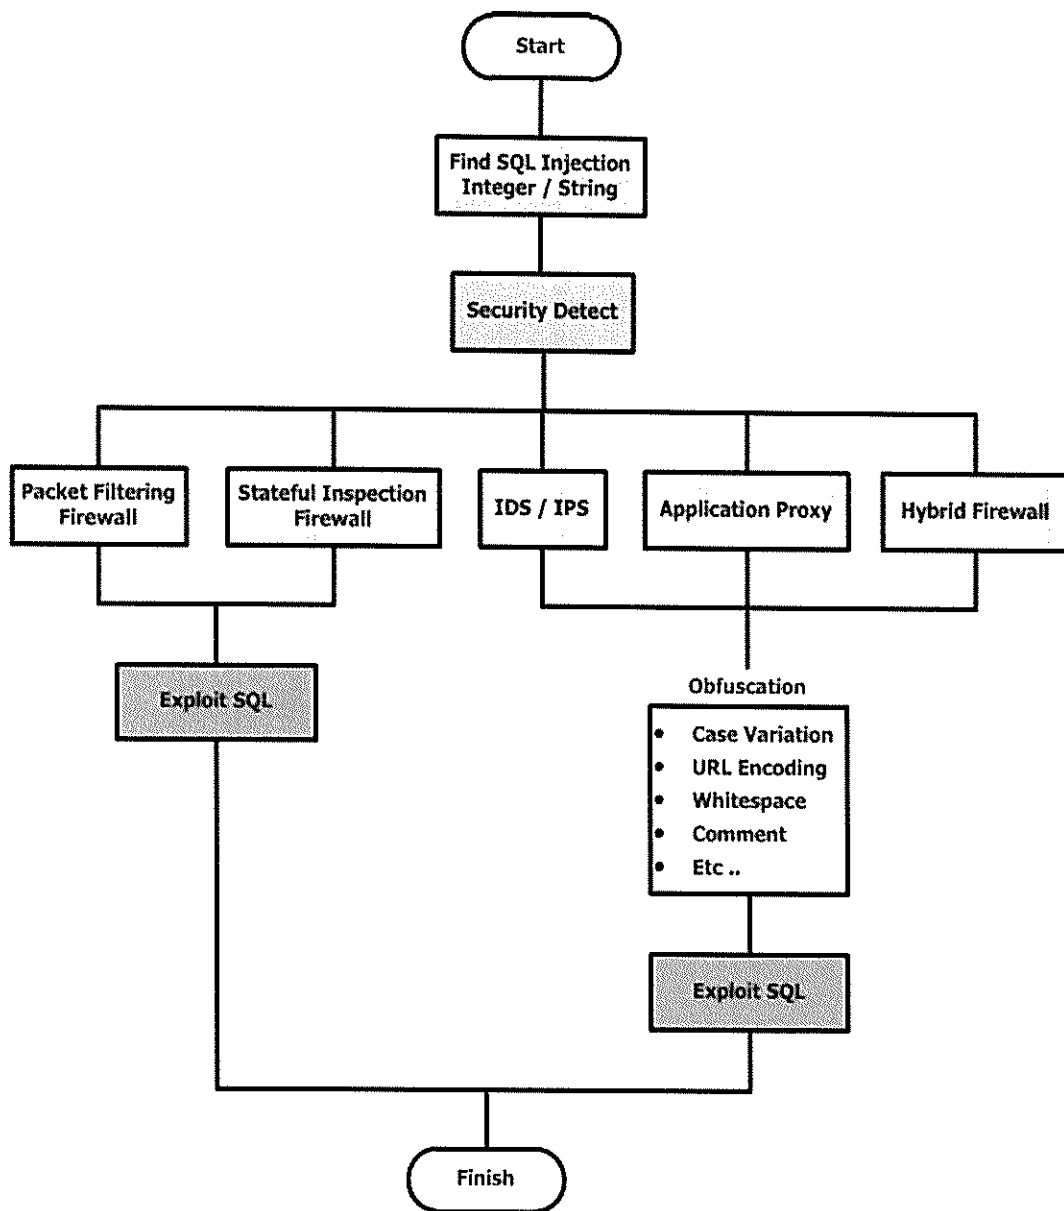 Start
Find SQL Injection
Integer / String
Security Detect
Packet Filtering
Firewall
Stateful Inspection
Firewall
IDS / IPS
Application Proxy
Hybrid Firewall
Exploit SQL
Obfuscation
• Case Variation
• URL Encoding
• Whitespace
• Comment
• Etc ..
Exploit SQL
Finish